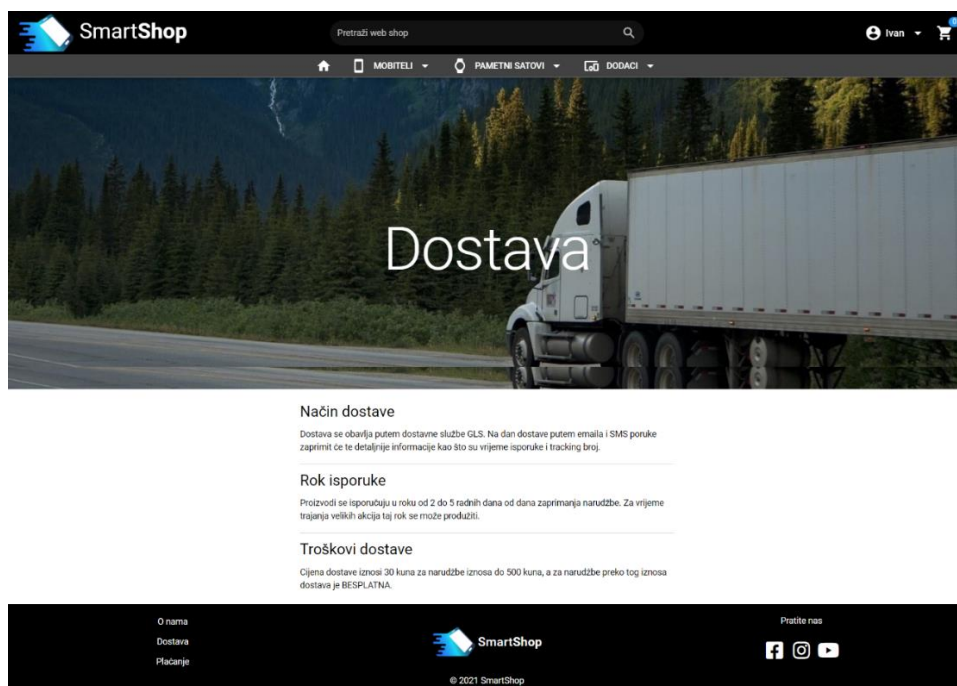 SmartShop
Pretraži web shop
Ivan
0
MOBITELI
PAMETNI SATOVI
DODACI
Dostava
Način dostave
Dostava se obavlja putem dostavne službe GLS. Na dan dostave putem emaila i SMS poruke
zaprimit će te detaljnije informacije kao što su vrijeme isporuke i tracking broj.
Rok isporuke
Proizvodi se isporučuju u roku od 2 do 5 radnih dana od dana zaprimanja narudžbe. Za vrijeme
trajanja velikih akcija taj rok se može produžiti.
Troškovi dostave
Cijena dostave iznosi 30 kuna za narudžbe iznosa do 500 kuna, a za narudžbe preko tog iznosa
dostava je BESPLATNA.
O nama
Dostava
Plaćanje
SmartShop
© 2021 SmartShop
Pratite nas